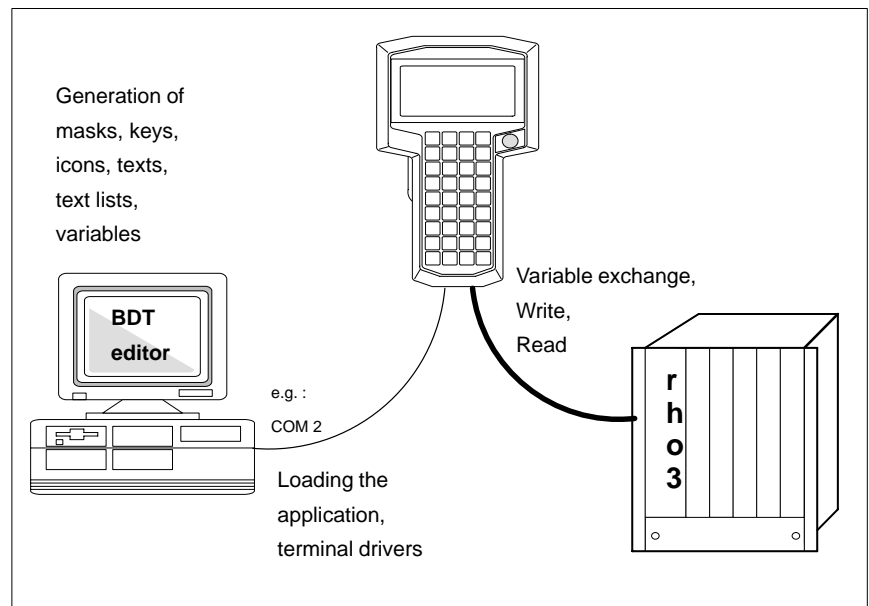 Generation of
masks, keys,
icons, texts,
text lists,
variables
BDT
editor
e.g. :
COM 2
Loading the
application,
terminal drivers
Variable exchange,
Write,
Read
r
h
o
3